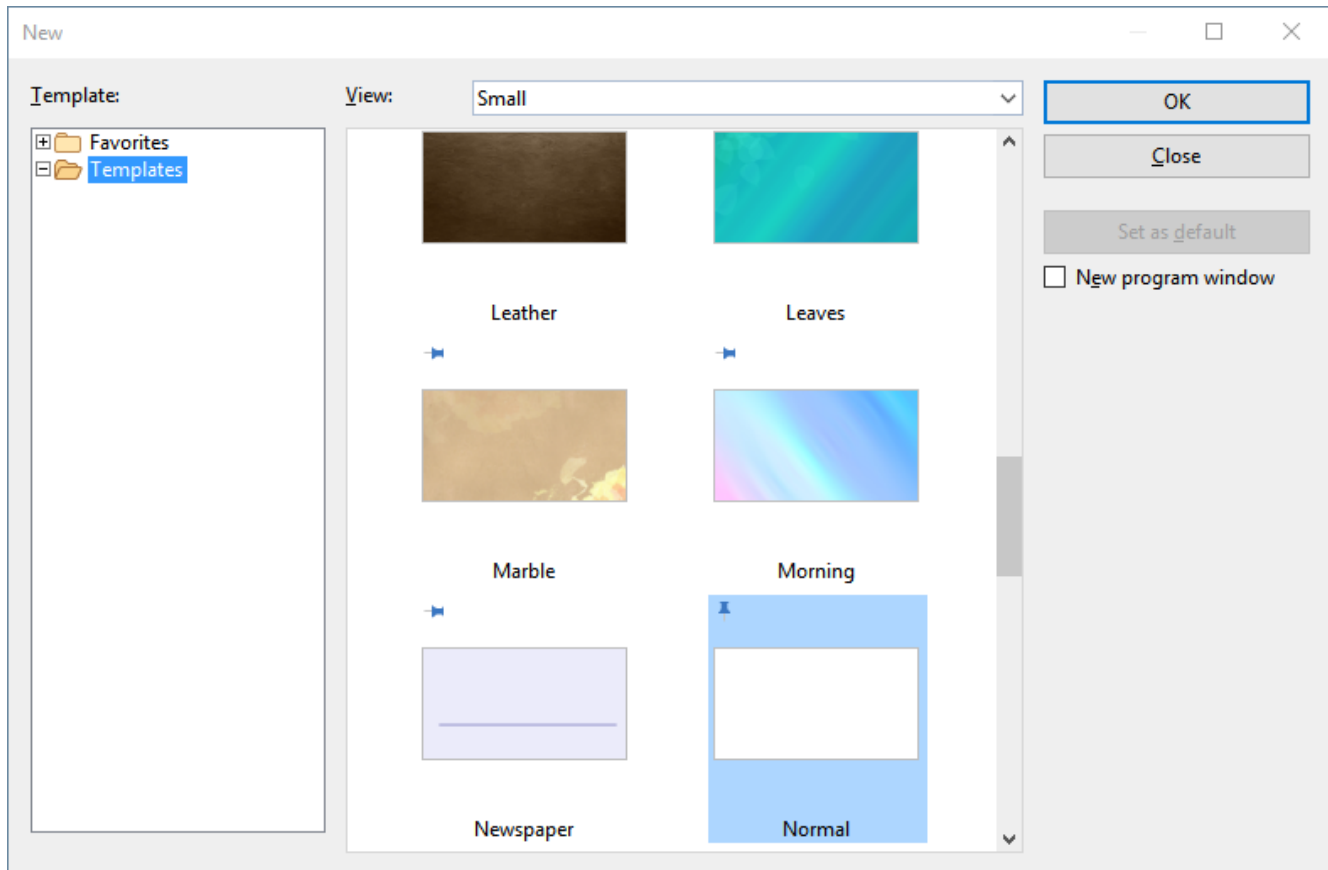 New
Template:
View:
Small
OK
Favorites
Templates
Close
Set as default
New program window
Leather
Leaves
Marble
Morning
Newspaper
Normal